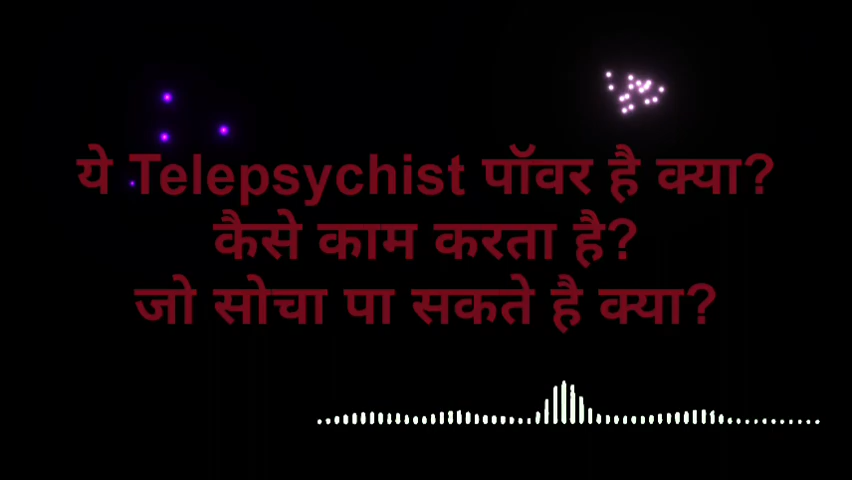 ये Telepsychist पॉवर है क्या?
कैसे काम करता है?
जो सोचा पा सकते है क्या?